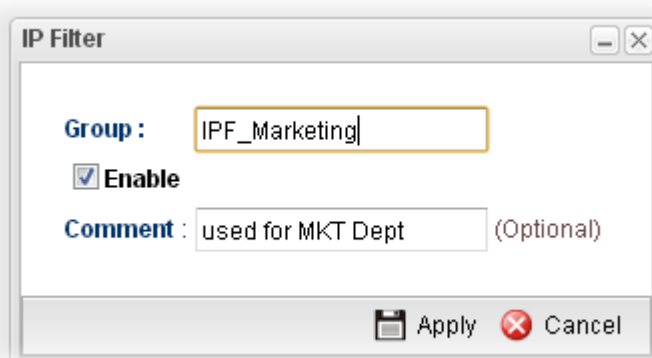 IP Filter
Group : IPF_Marketing
Enable
Comment : used for MKT Dept (Optional)
Apply Cancel